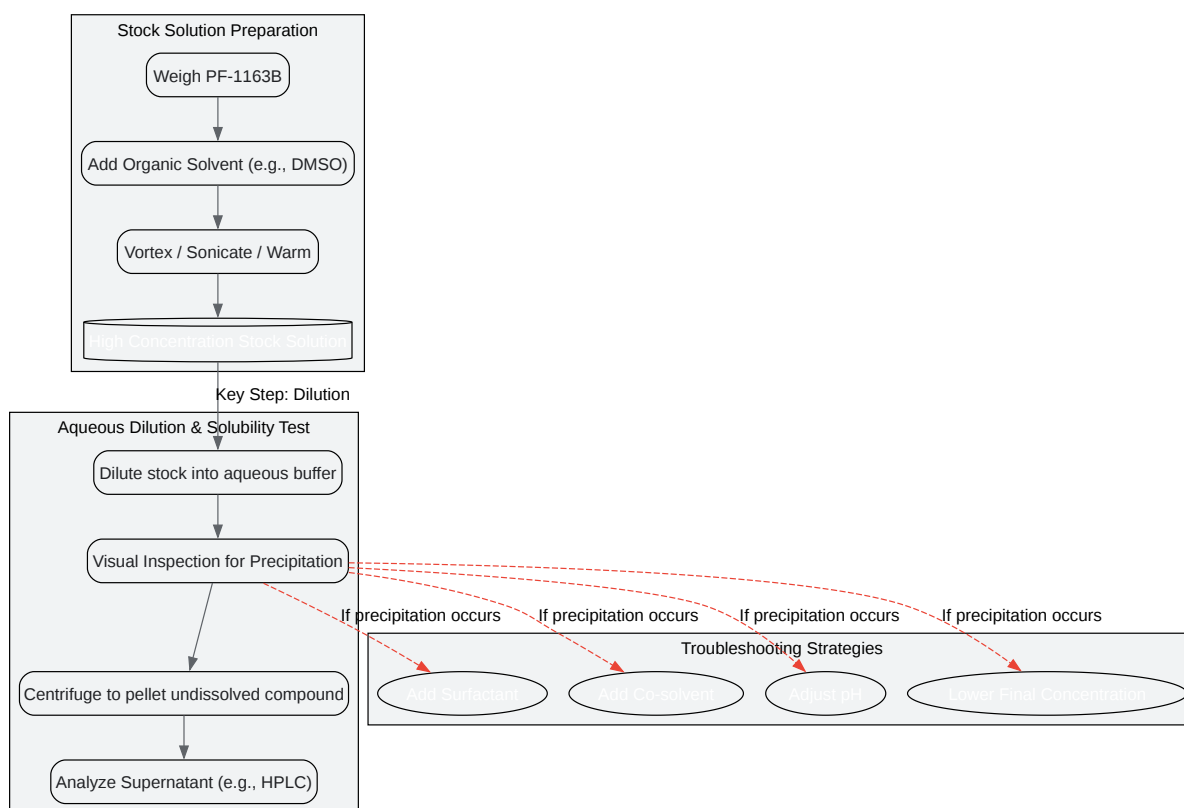 Stock Solution Preparation
Weigh PF-1163B
Add Organic Solvent (e.g., DMSO)
Vortex / Sonicate / Warm
High Concentration Stock Solution
Key Step: Dilution
Aqueous Dilution & Solubility Test
Dilute stock into aqueous buffer
Visual Inspection for Precipitation
If precipitation occurs
If precipitation occurs
If precipitation occurs
If precipitation occurs
Troubleshooting Strategies
Add Surfactant
Add Co-solvent
Adjust pH
Lower Final Concentration
Centrifuge to pellet undissolved compound
Analyze Supernatant (e.g., HPLC)